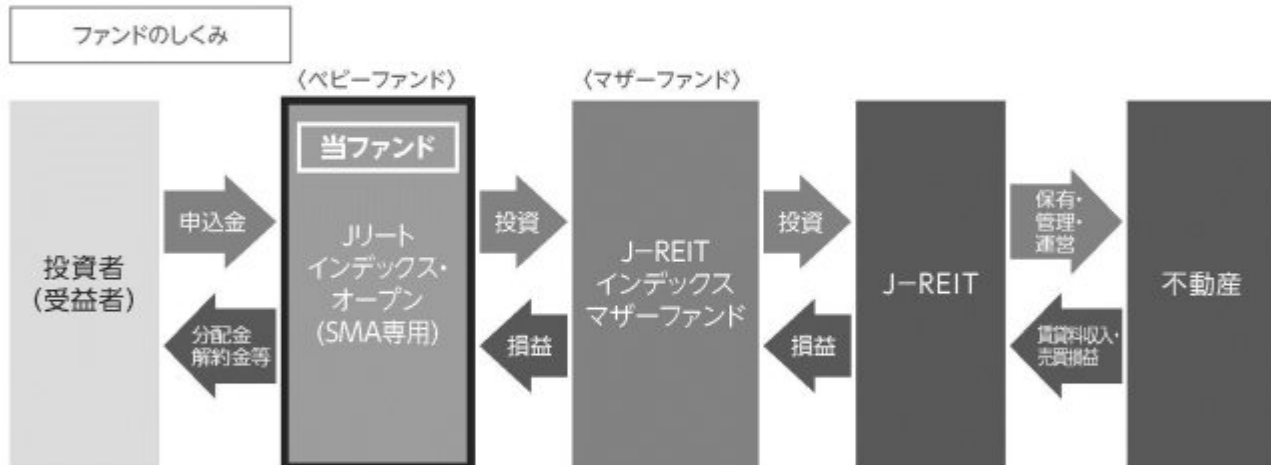 ファンドのしくみ
〈ベビーファンド〉
〈マザーファンド〉
投資者
(受益者)
申込金
分配金
解約金等
当ファンド
Jリート
インデックス・
オープン
(SMA専用)
投資
損益
J−REIT
インデックス
マザーファンド
投資
損益
J−REIT
保有・
管理・
運営
賃貸料収入・
売買損益
不動産